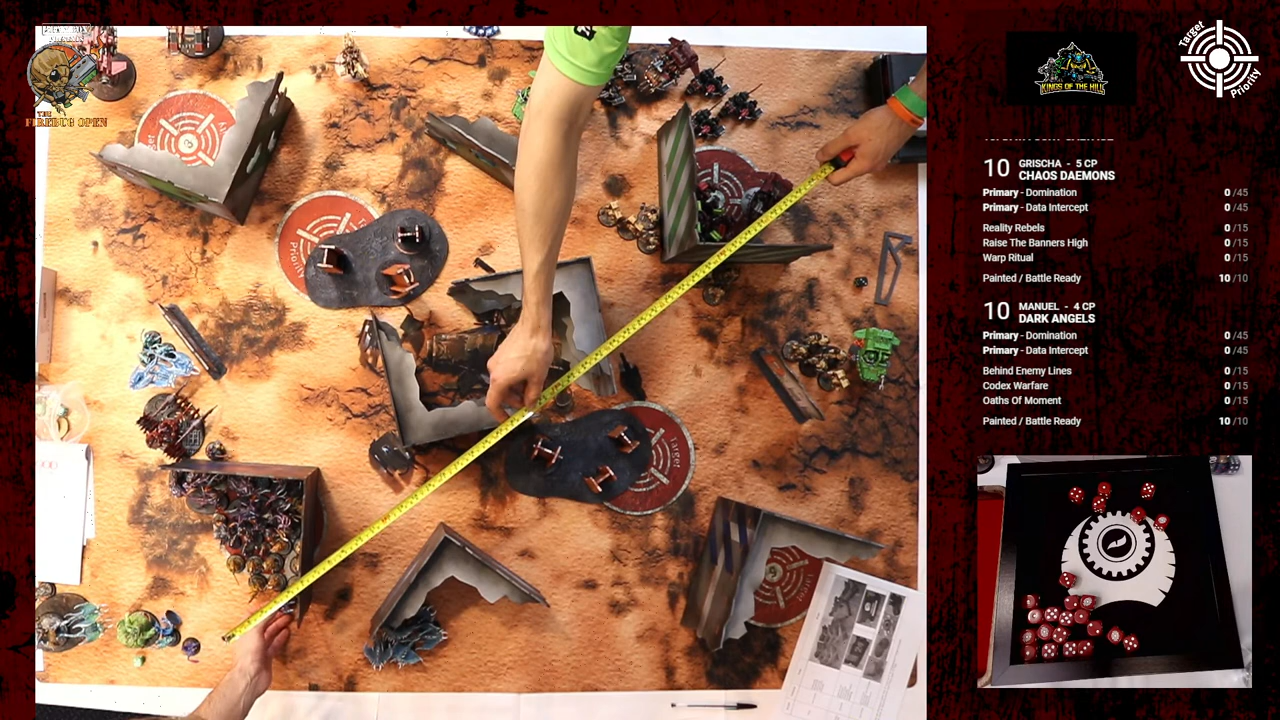 THE
FIREBUG OPEN
KINGS OF THE HILL
Target
Priority
10 GRISCHA - 5 CP
CHAOS DAEMONS
Primary - Domination 0 /45
Primary - Data Intercept 0 /45
Reality Rebels 0 /15
Raise The Banners High 0 /15
Warp Ritual 0 /15
Painted / Battle Ready 10 /10
10 MANUEL - 4 CP
DARK ANGELS
Primary - Domination 0 /45
Primary - Data Intercept 0 /45
Behind Enemy Lines 0 /15
Codex Warfare 0 /15
Oaths Of Moment 0 /15
Painted / Battle Ready 10 /10
3
Priority
Target
Target